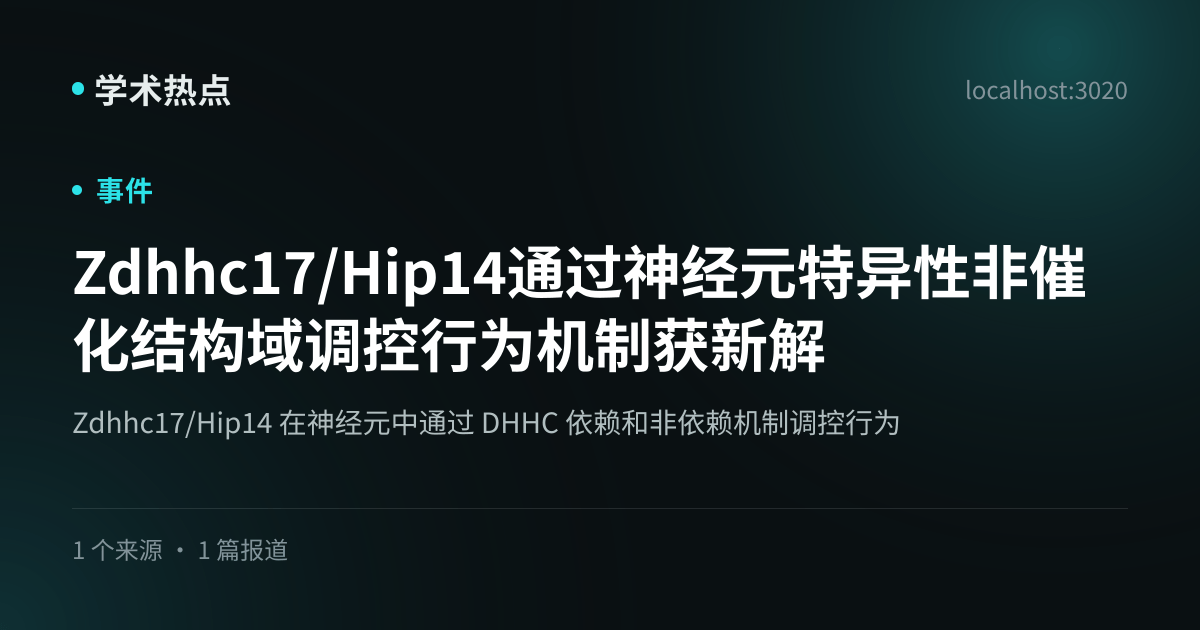 学术热点
localhost:3020
事件
Zdhhc17/Hip14通过神经元特异性非催
化结构域调控行为机制获新解
Zdhhc17/Hip14 在神经元中通过 DHHC 依赖和非依赖机制调控行为
1 个来源 · 1 篇报道